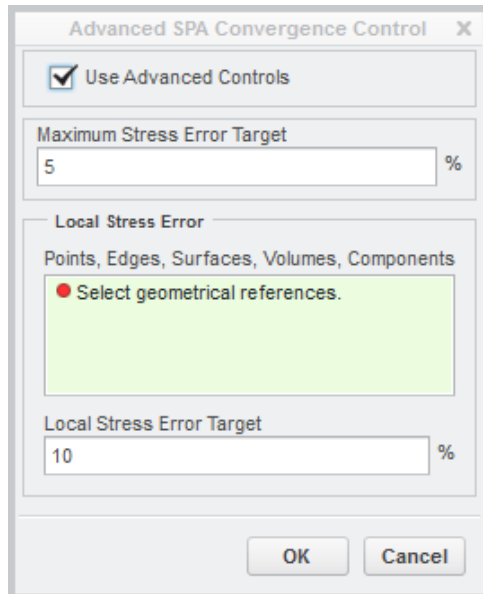 Advanced SPA Convergence Control
Use Advanced Controls
Maximum Stress Error Target
5 %
Local Stress Error
Points, Edges, Surfaces, Volumes, Components
Select geometrical references.
Local Stress Error Target
10 %
OK Cancel